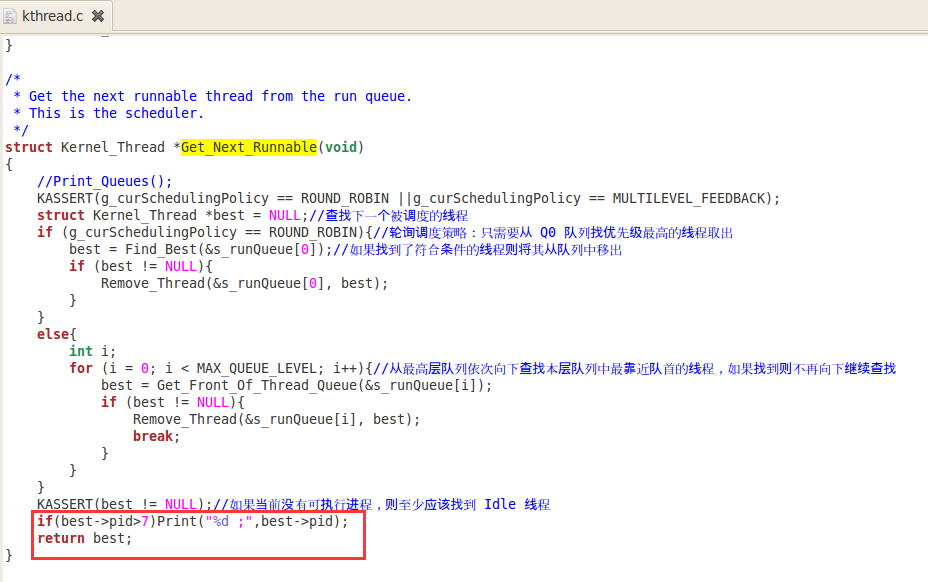 kthread.c
}
/*
 * Get the next runnable thread from the run queue.
 * This is the scheduler.
 */
struct Kernel_Thread *Get_Next_Runnable(void)
{
    //Print_Queues();
    KASSERT(g_curSchedulingPolicy == ROUND_ROBIN ||g_curSchedulingPolicy == MULTILEVEL_FEEDBACK);
    struct Kernel_Thread *best = NULL;//查找下一个被调度的线程
    if (g_curSchedulingPolicy == ROUND_ROBIN){//轮询调度策略：只需要从 Q0 队列找优先级最高的线程取出
        best = Find_Best(&s_runQueue[0]);//如果找到了符合条件的线程则将其从队列中移出
        if (best != NULL){
            Remove_Thread(&s_runQueue[0], best);
        }
    }
    else{
        int i;
        for (i = 0; i < MAX_QUEUE_LEVEL; i++){//从最高层队列依次向下查找本层队列中最靠近队首的线程，如果找到则不再向下继续查找
            best = Get_Front_Of_Thread_Queue(&s_runQueue[i]);
            if (best != NULL){
                Remove_Thread(&s_runQueue[i], best);
                break;
            }
        }
    }
    KASSERT(best != NULL);//如果当前没有可执行进程，则至少应该找到 Idle 线程
    if(best->pid>7)Print("%d ;",best->pid);
    return best;
}